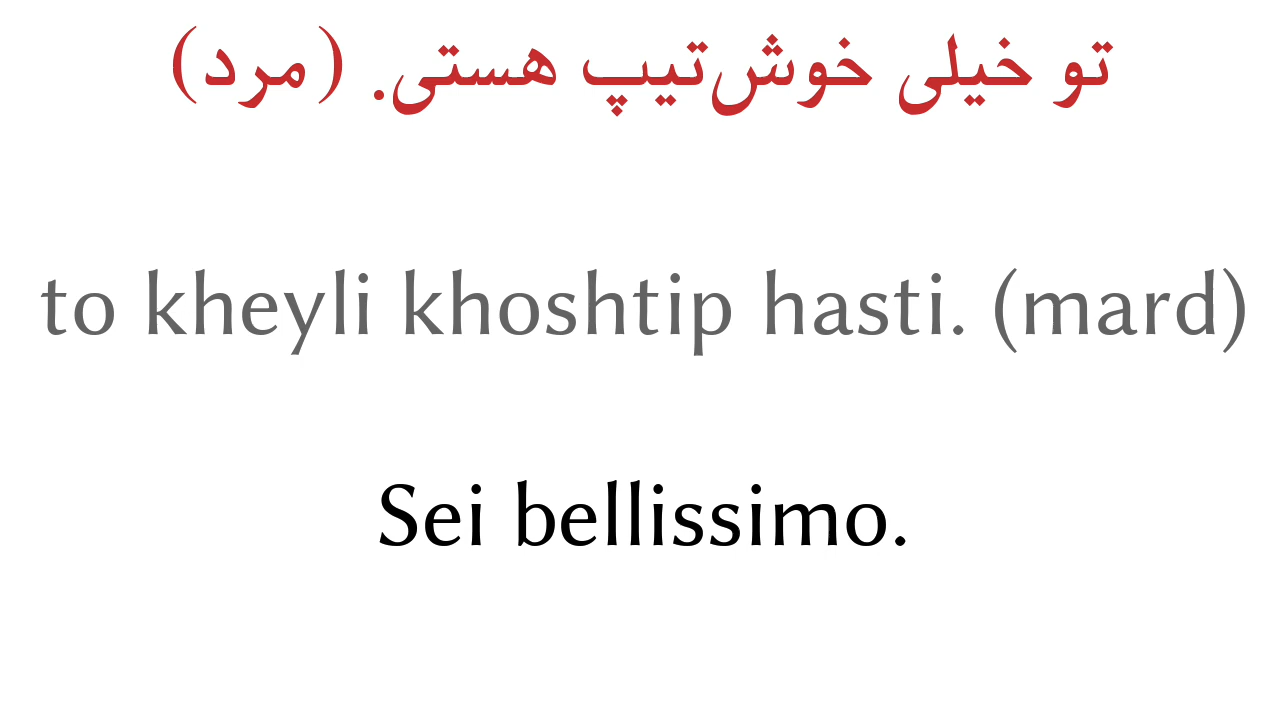 تو خیلی خوش‌تیپ هستی. (مرد)
to kheyli khoshtip hasti. (mard)
Sei bellissimo.